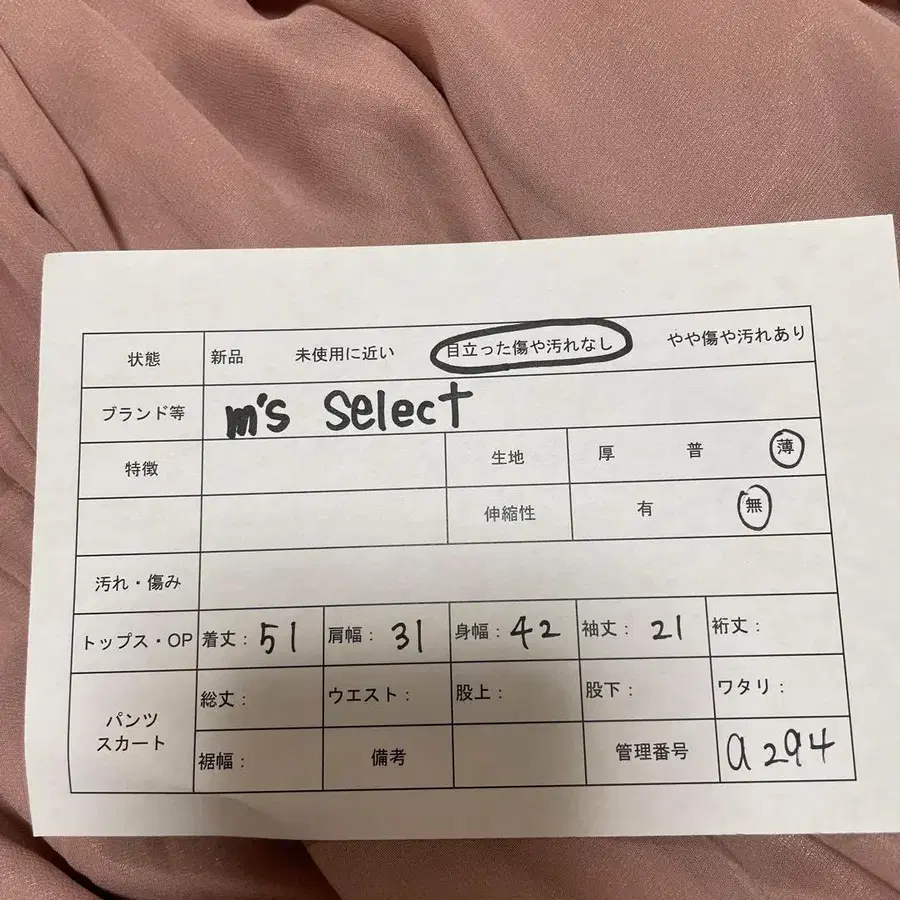 状態 新品 未使用に近い 目立った傷や汚れなし やや傷や汚れあり
ブランド等 m's select
特徴 生地 厚 普 薄
伸縮性 有 無
汚れ・傷み
トップス・OP 着丈：51 肩幅：31 身幅：42 袖丈：21 裄丈：
パンツ スカート 総丈： ウエスト： 股上： 股下： ワタリ：
裾幅： 備考 管理番号 a294